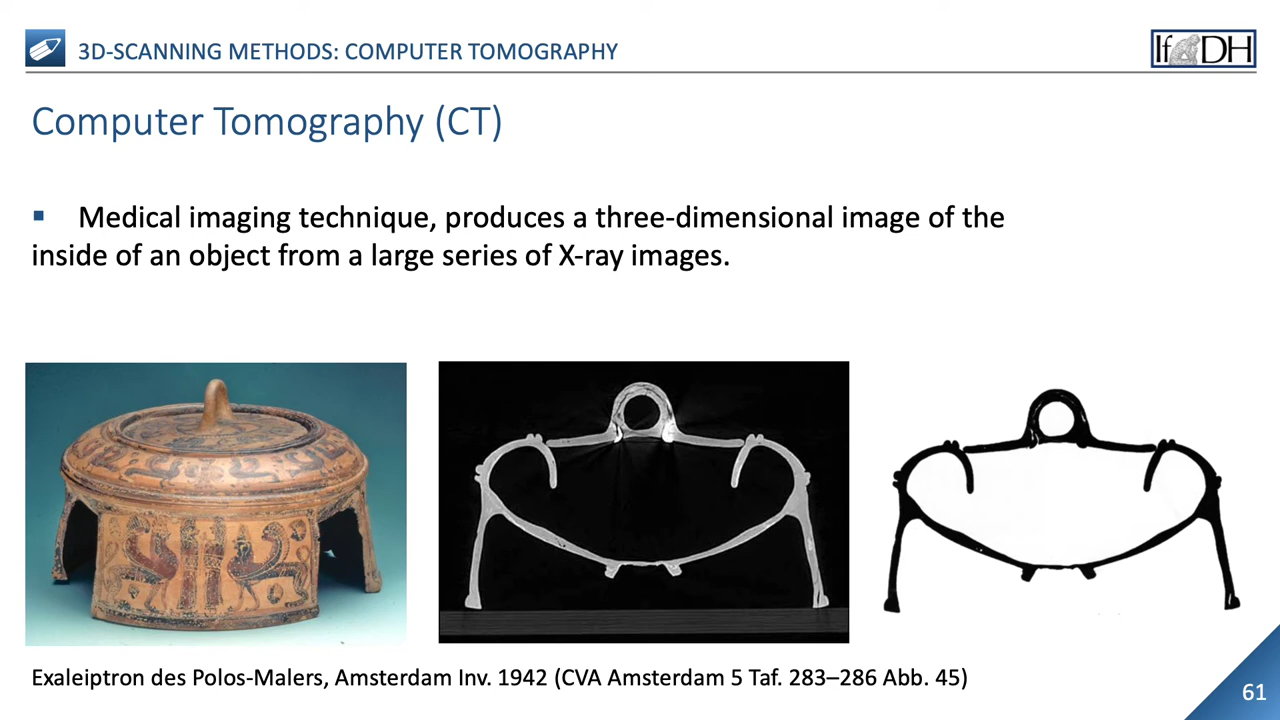 3D-SCANNING METHODS: COMPUTER TOMOGRAPHY
IfDH
Computer Tomography (CT)
▪ Medical imaging technique, produces a three-dimensional image of the
inside of an object from a large series of X-ray images.
Exaleiptron des Polos-Malers, Amsterdam Inv. 1942 (CVA Amsterdam 5 Taf. 283–286 Abb. 45)
61